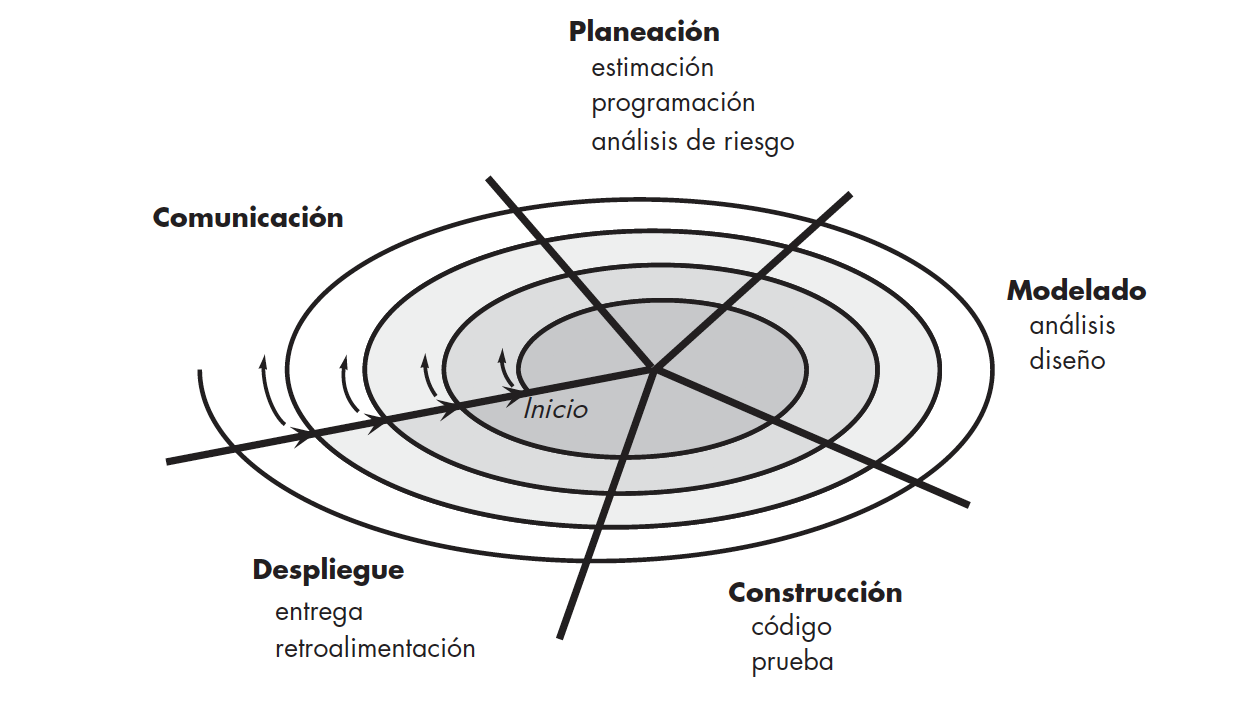 Planeación
estimación
programación
análisis de riesgo
Comunicación
Modelado
análisis
diseño
Inicio
Despliegue
entrega
retroalimentación
Construcción
código
prueba